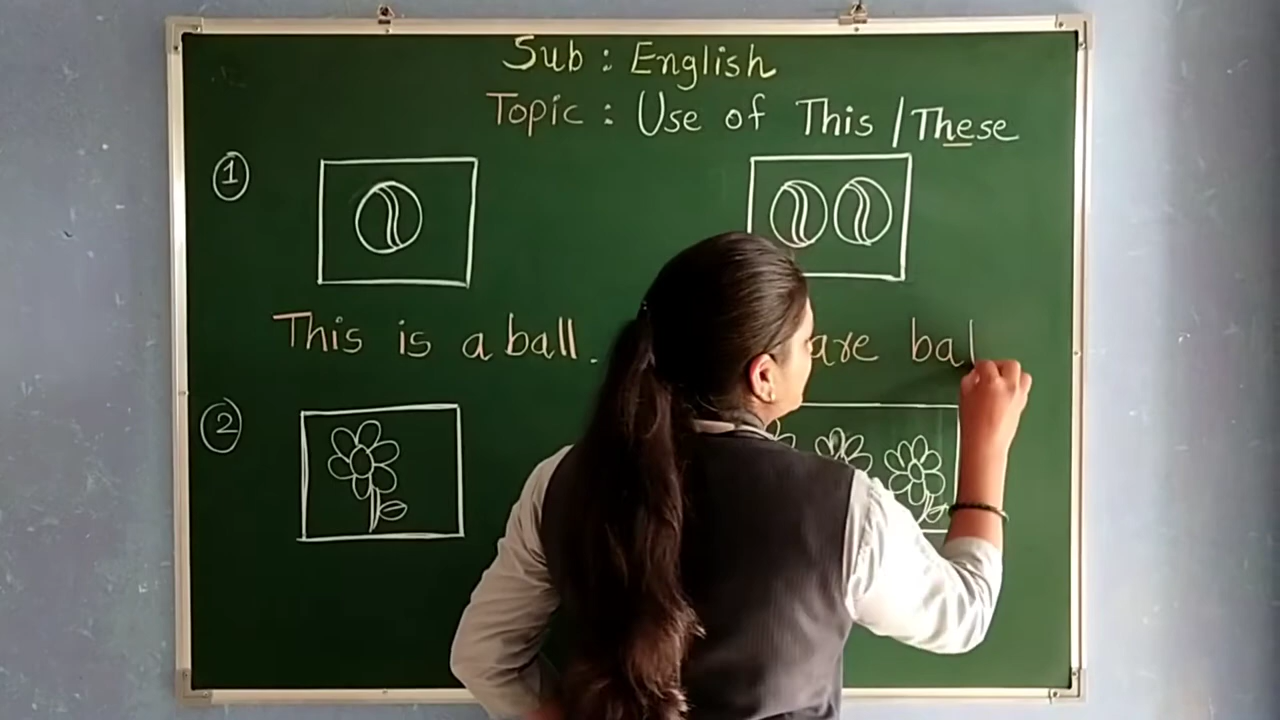 Sub : English
Topic : Use of This / These
1
This is a ball.
are bal
2